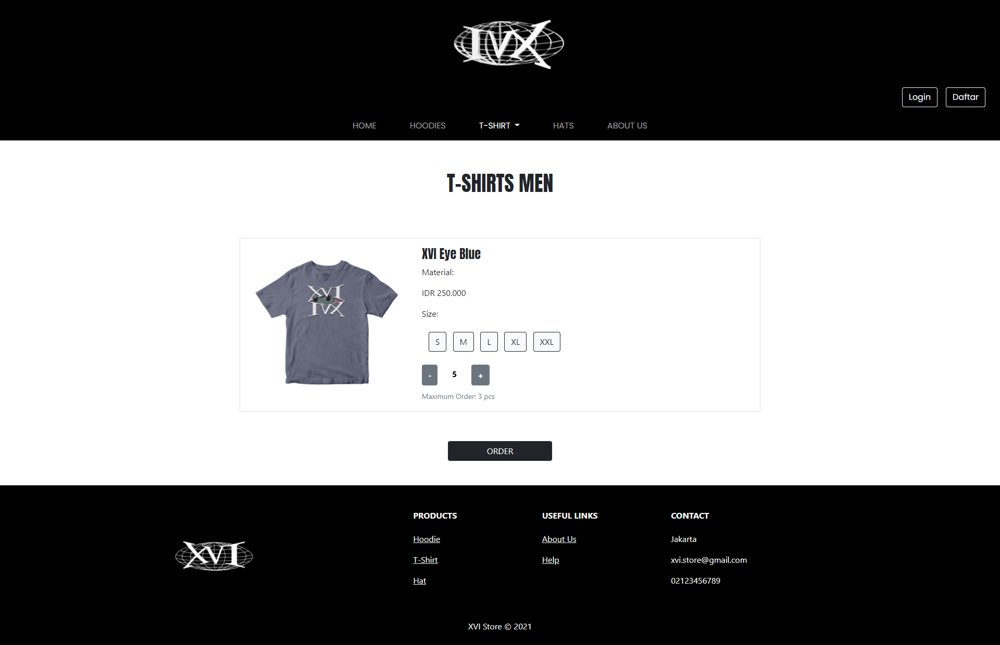 IVX
Login Daftar
HOME HOODIES T-SHIRT HATS ABOUT US
T-SHIRTS MEN
XVI
IVX
XVI Eye Blue
Material:
IDR 250.000
Size:
S M L XL XXL
- 5 +
Maximum Order: 3 pcs
ORDER
XVI
PRODUCTS
Hoodie
T-Shirt
Hat
USEFUL LINKS
About Us
Help
CONTACT
Jakarta
xvi.store@gmail.com
02123456789
XVI Store © 2021